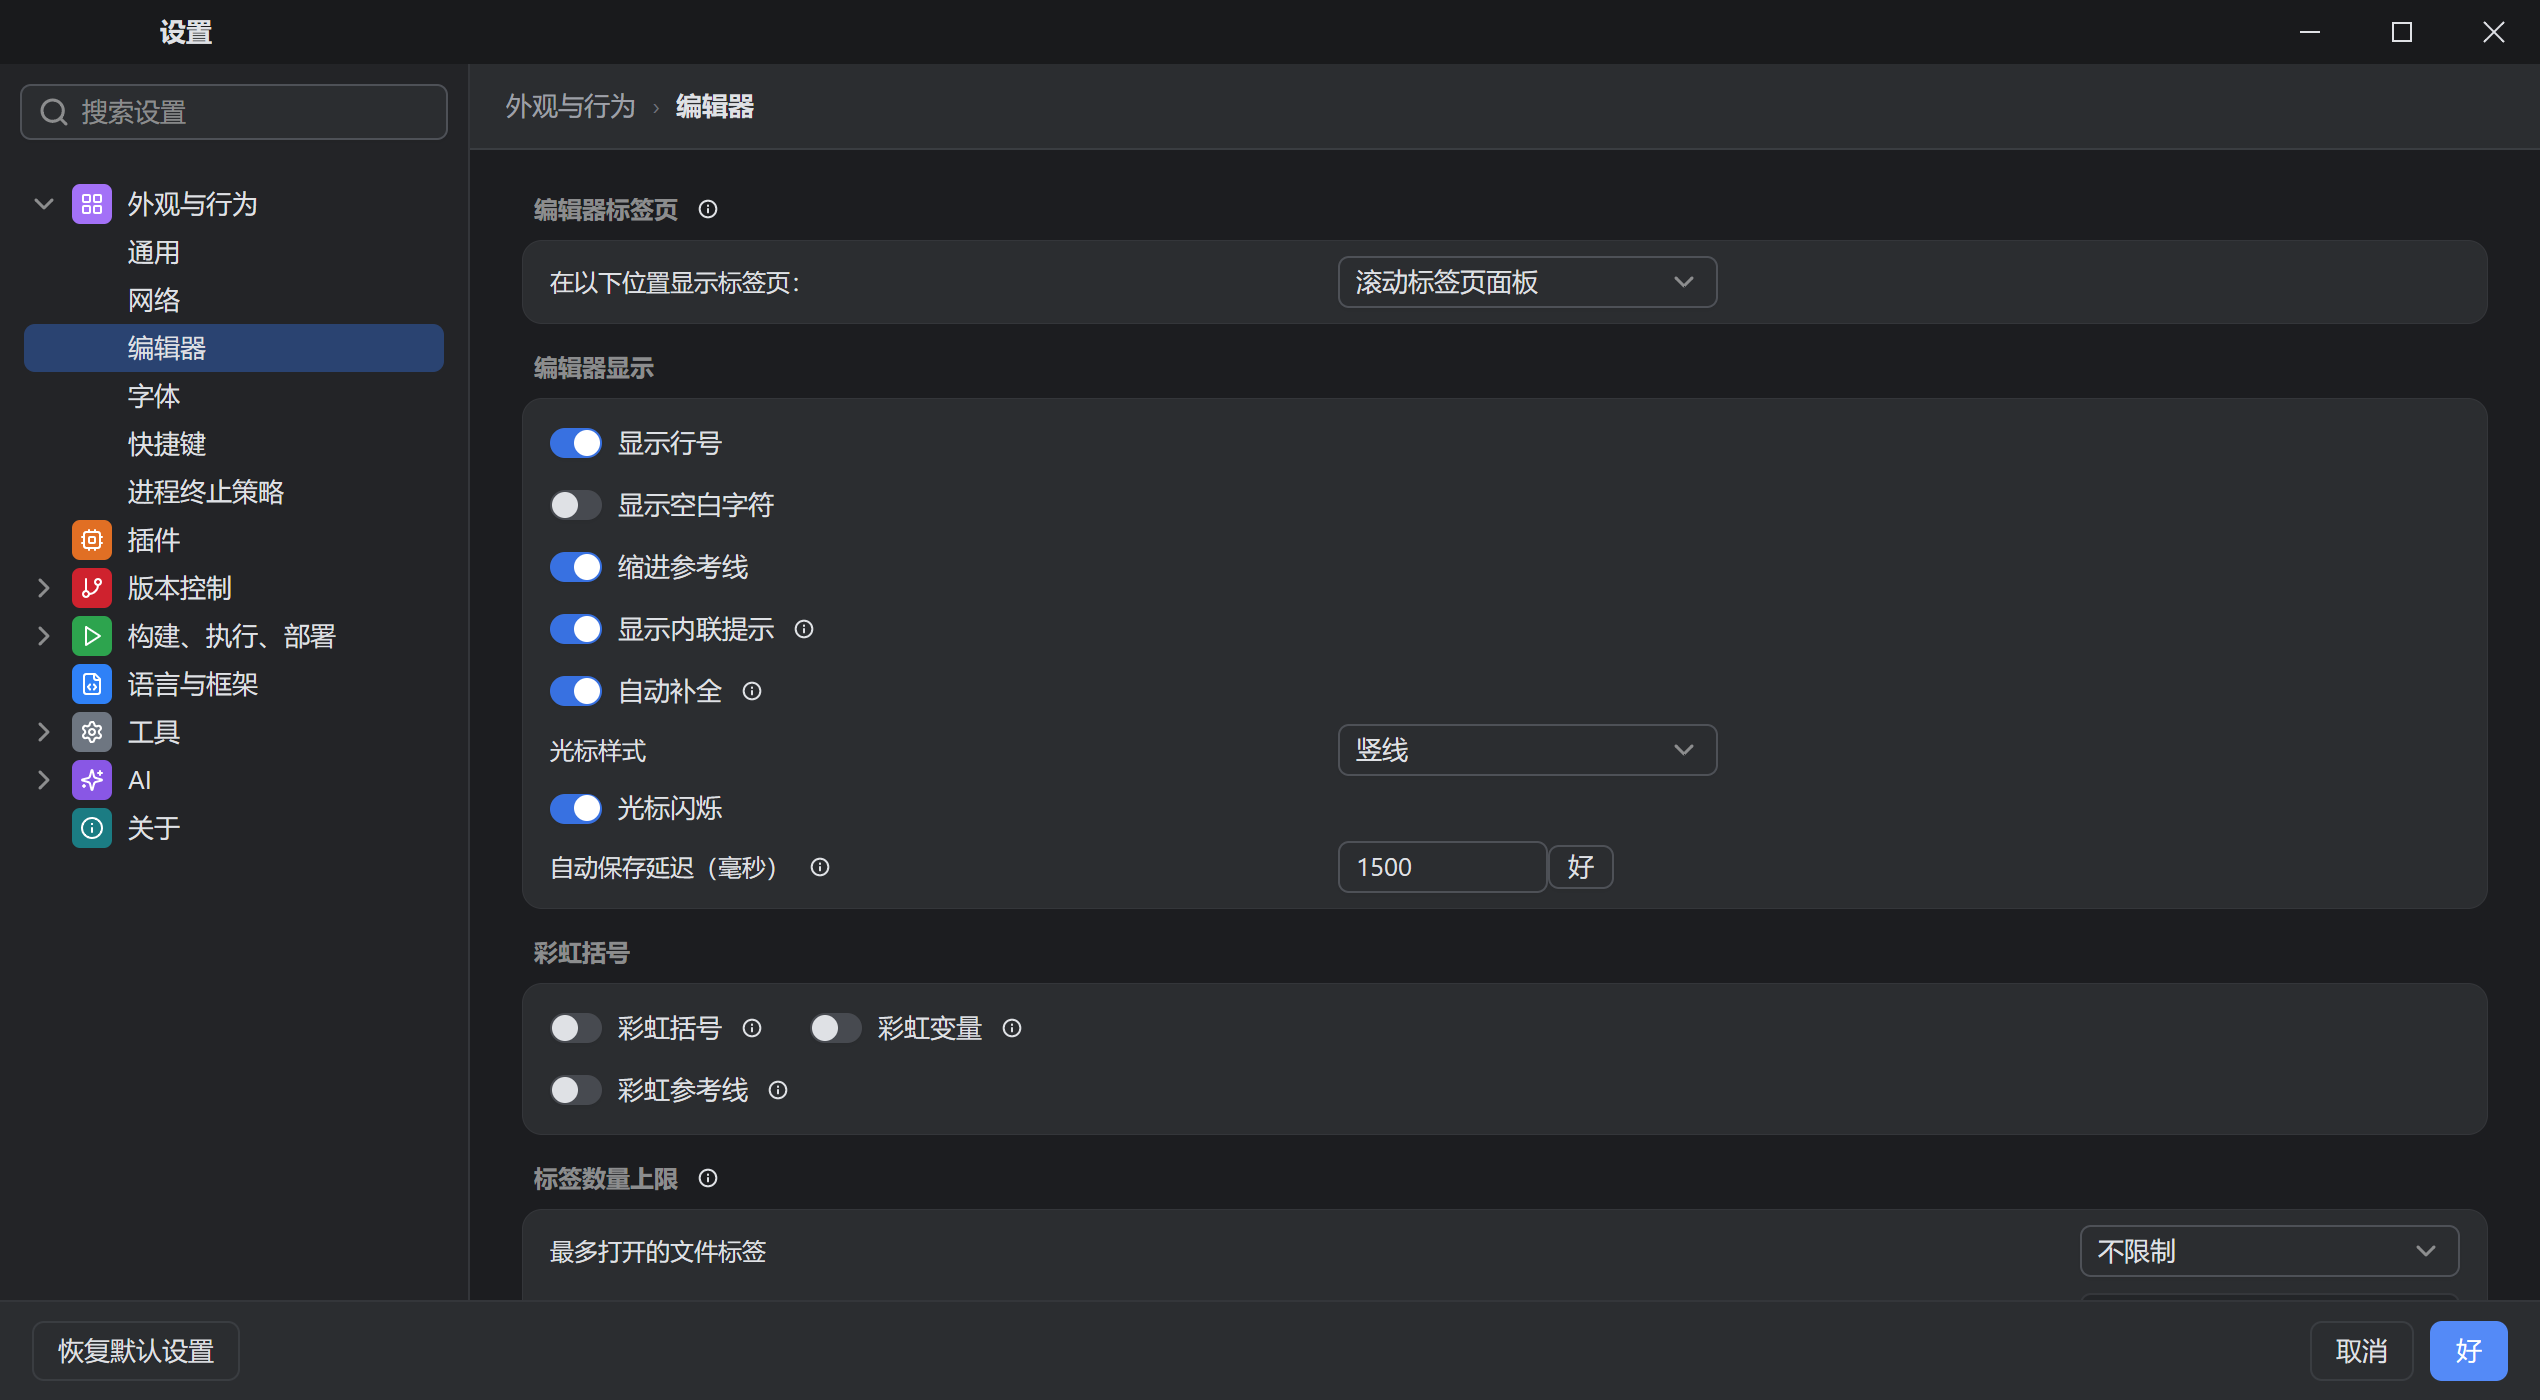 设置
搜索设置
外观与行为
通用
网络
编辑器
字体
快捷键
进程终止策略
插件
版本控制
构建、执行、部署
语言与框架
工具
AI
关于
外观与行为 › 编辑器
编辑器标签页
在以下位置显示标签页：
滚动标签页面板
编辑器显示
显示行号
显示空白字符
缩进参考线
显示内联提示
自动补全
光标样式
竖线
光标闪烁
自动保存延迟（毫秒）
1500
好
彩虹括号
彩虹括号
彩虹变量
彩虹参考线
标签数量上限
最多打开的文件标签
不限制
恢复默认设置
取消
好